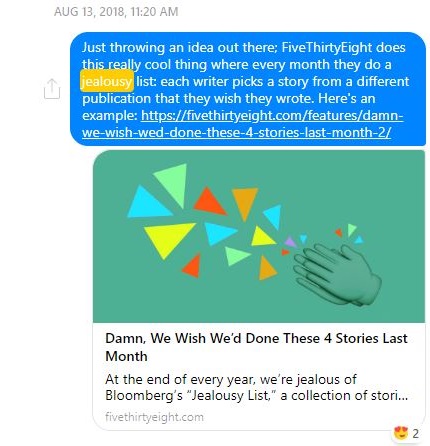 AUG 13, 2018, 11:20 AM
Just throwing an idea out there; FiveThirtyEight does
this really cool thing where every month they do a
jealousy list: each writer picks a story from a different
publication that they wish they wrote. Here's an
example: https://fivethirtyeight.com/features/damn-
we-wish-wed-done-these-4-stories-last-month-2/
Damn, We Wish We'd Done These 4 Stories Last
Month
At the end of every year, we're jealous of
Bloomberg's "Jealousy List," a collection of stori...
fivethirtyeight.com
2